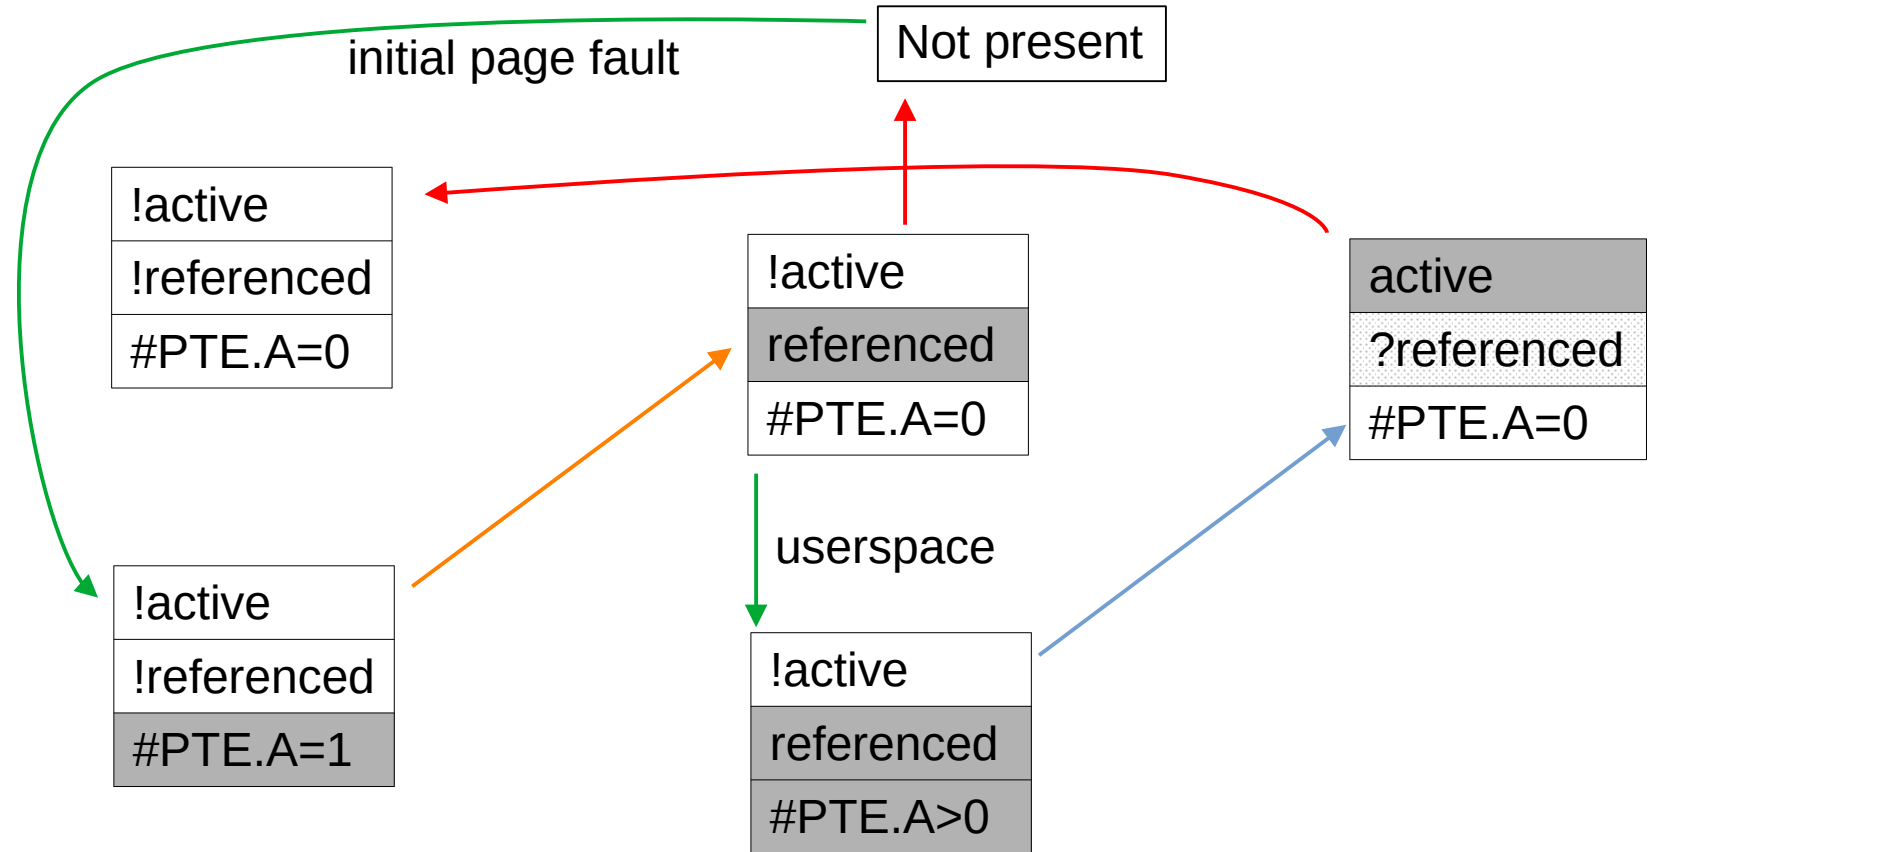 Not present
initial page fault
!active
!referenced
#PTE.A=0
!active
referenced
#PTE.A=0
active
?referenced
#PTE.A=0
userspace
!active
!referenced
#PTE.A=1
!active
referenced
#PTE.A>0